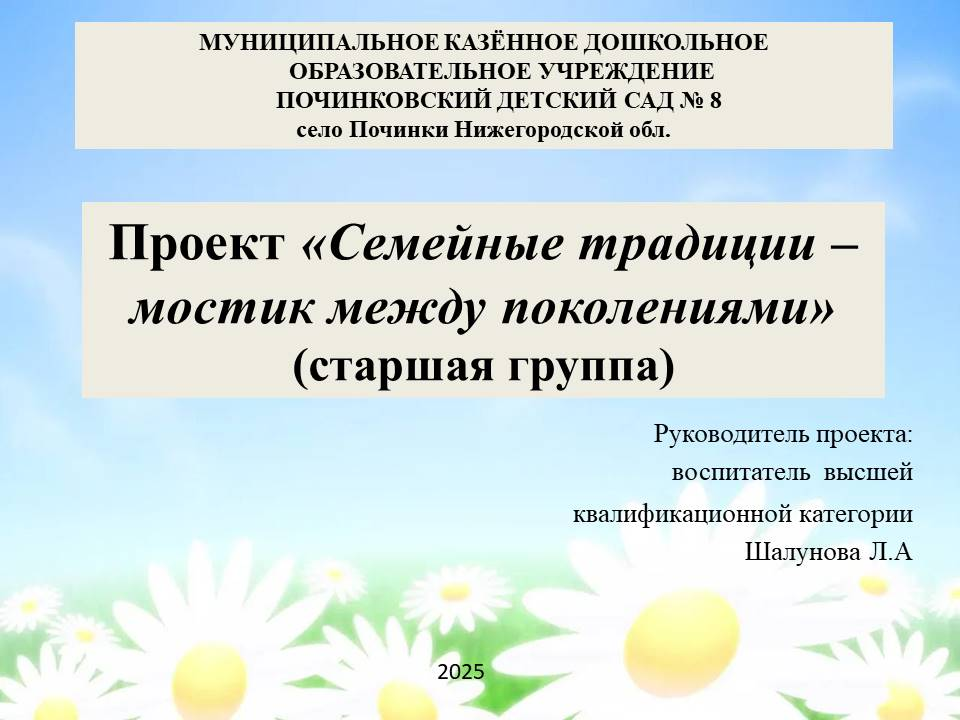 МУНИЦИПАЛЬНОЕ КАЗЁННОЕ ДОШКОЛЬНОЕ
ОБРАЗОВАТЕЛЬНОЕ УЧРЕЖДЕНИЕ
ПОЧИНКОВСКИЙ ДЕТСКИЙ САД № 8
село Починки Нижегородской обл.
Проект «Семейные традиции –
мостик между поколениями»
(старшая группа)
Руководитель проекта:
воспитатель высшей
квалификационной категории
Шалунова Л.А
2025